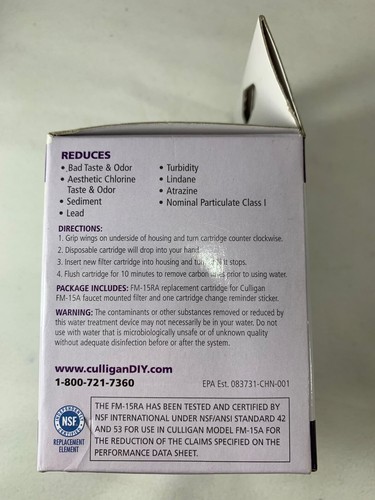 REDUCES
• Bad Taste & Odor
• Aesthetic Chlorine
Taste & Odor
• Sediment
• Lead
• Turbidity
• Lindane
• Atrazine
• Nominal Particulate Class I
DIRECTIONS:
1. Grip wings on underside of housing and turn cartridge counter clockwise.
2. Disposable cartridge will drop into your hand.
3. Insert new filter cartridge into housing and turn it stops.
4. Flush cartridge for 10 minutes to remove carbon fines prior to using water.
PACKAGE INCLUDES: FM-15RA replacement cartridge for Culligan
FM-15A faucet mounted filter and one cartridge change reminder sticker.
WARNING: The contaminants or other substances removed or reduced by
this water treatment device may not necessarily be in your water. Do not
use with water that is microbiologically unsafe or of unknown quality
without adequate disinfection before or after the system.
www.culliganDIY.com
1-800-721-7360
EPA Est. 083731-CHN-001
NSF
REPLACEMENT
ELEMENT
THE FM-15RA HAS BEEN TESTED AND CERTIFIED BY
NSF INTERNATIONAL UNDER NSF/ANSI STANDARD 42
AND 53 FOR USE IN CULLIGAN MODEL FM-15A FOR
THE REDUCTION OF THE CLAIMS SPECIFIED ON THE
PERFORMANCE DATA SHEET.